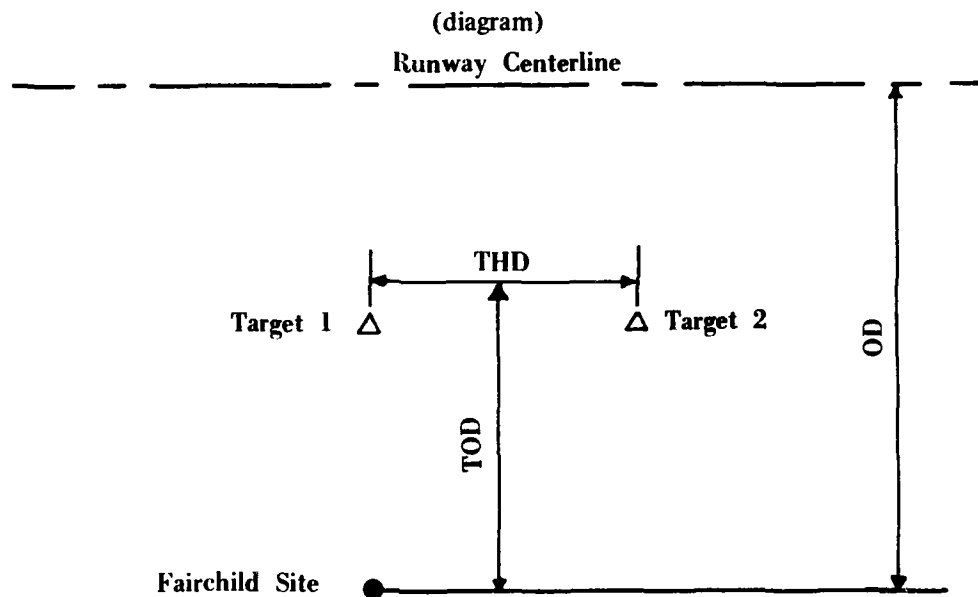 (diagram)
Runway Centerline
THD
Target 1
Target 2
OD
TOD
Fairchild Site